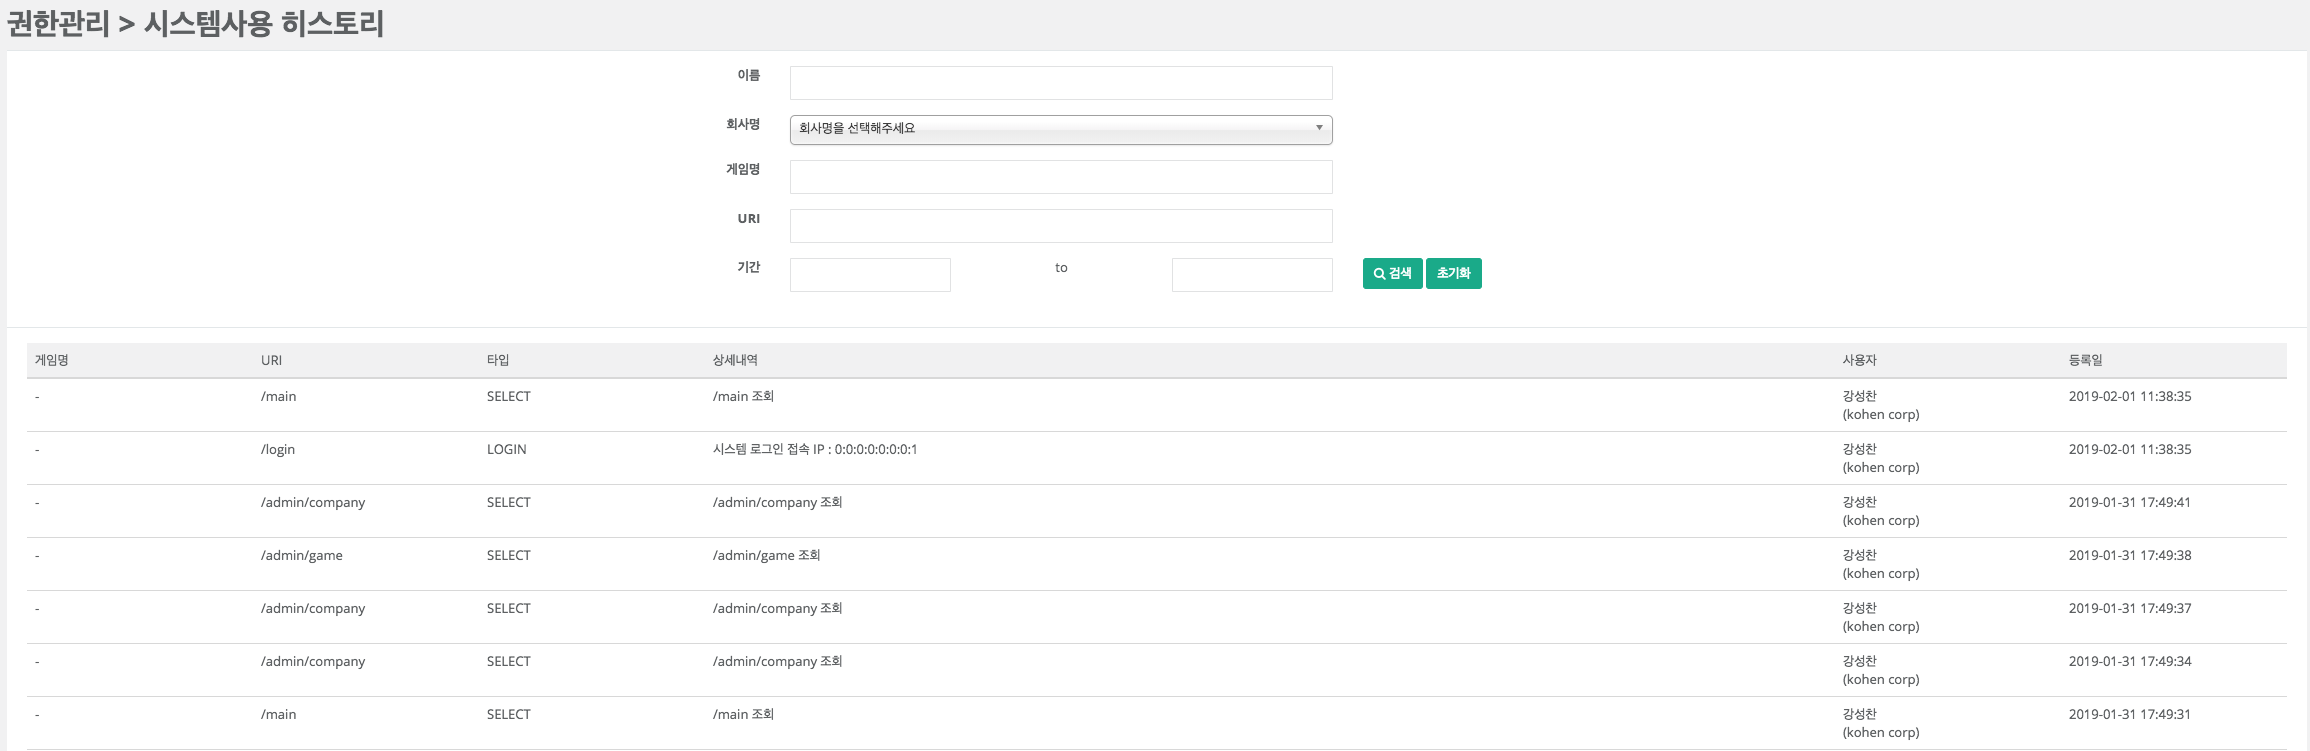 권한관리 > 시스템사용 히스토리
이름
회사명 회사명을 선택해주세요
게임명
URI
기간 to 검색 초기화
게임명 URI 타입 상세내역 사용자 등록일
- /main SELECT /main 조회 강성찬 2019-02-01 11:38:35
(kohen corp)
- /login LOGIN 시스템 로그인 접속 IP : 0:0:0:0:0:0:0:1 강성찬 2019-02-01 11:38:35
(kohen corp)
- /admin/company SELECT /admin/company 조회 강성찬 2019-01-31 17:49:41
(kohen corp)
- /admin/game SELECT /admin/game 조회 강성찬 2019-01-31 17:49:38
(kohen corp)
- /admin/company SELECT /admin/company 조회 강성찬 2019-01-31 17:49:37
(kohen corp)
- /admin/company SELECT /admin/company 조회 강성찬 2019-01-31 17:49:34
(kohen corp)
- /main SELECT /main 조회 강성찬 2019-01-31 17:49:31
(kohen corp)